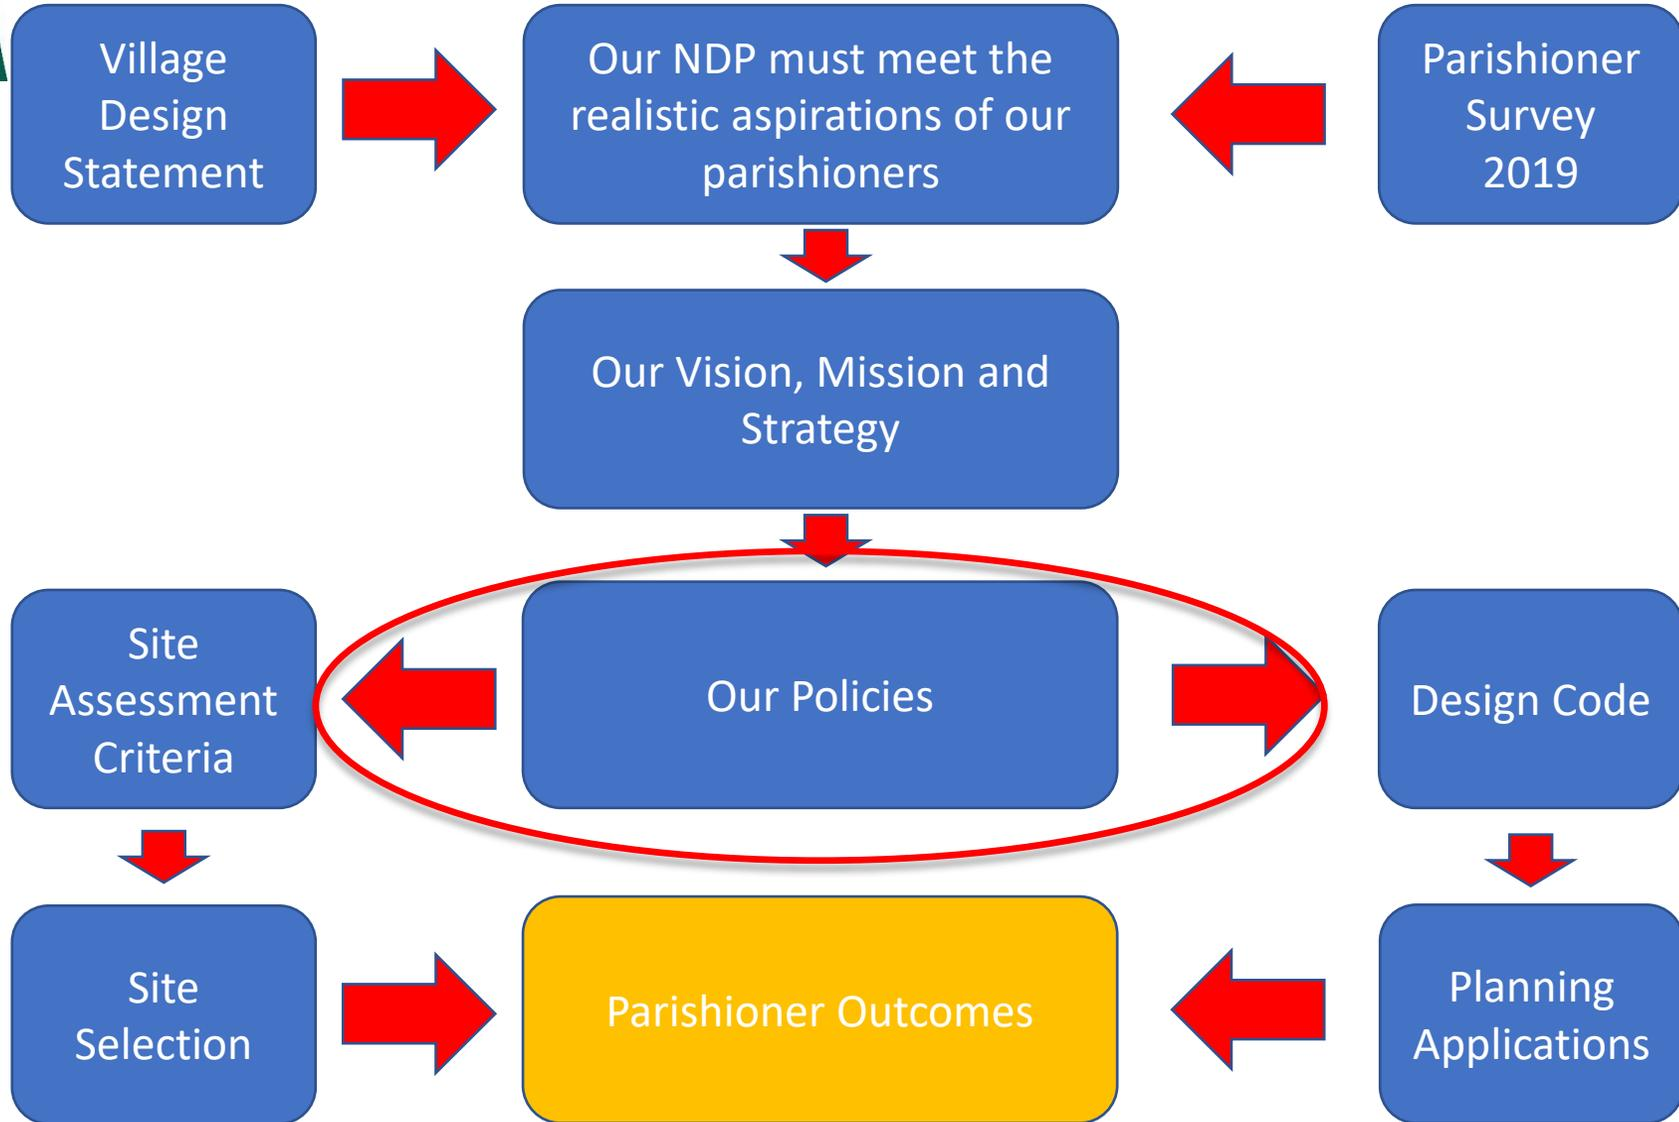 Village
Design
Statement
Our NDP must meet the
realistic aspirations of our
parishioners
Parishioner
Survey
2019
Our Vision, Mission and
Strategy
Site
Assessment
Criteria
Our Policies
Design Code
Site
Selection
Parishioner Outcomes
Planning
Applications